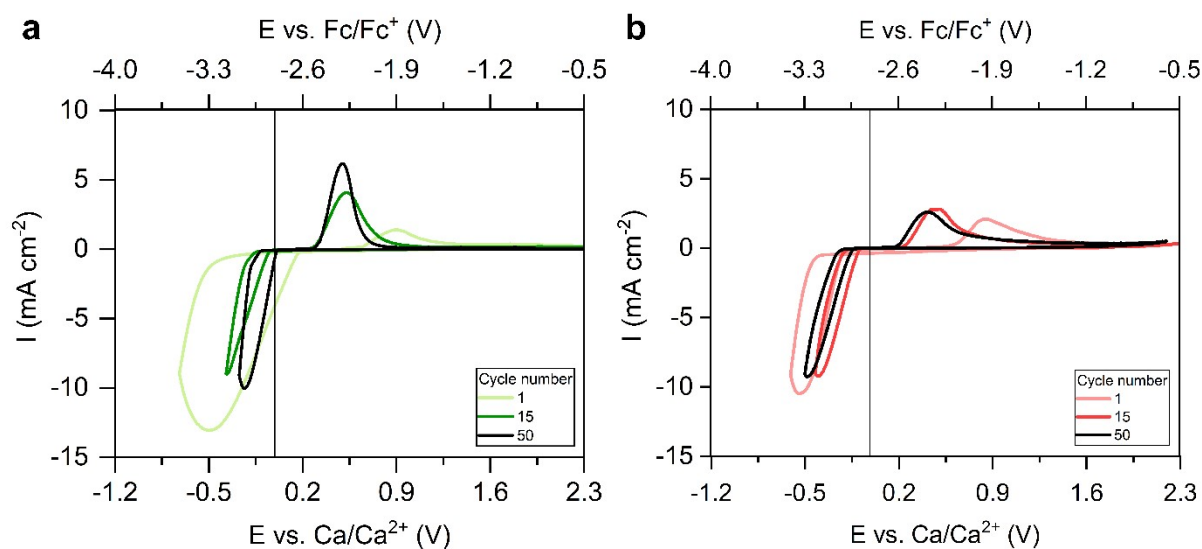 a
E vs. Fc/Fc⁺ (V)
-4.0 -3.3 -2.6 -1.9 -1.2 -0.5
10
5
0
-5
-10
-15
I (mA cm⁻²)
Cycle number
1
15
50
-1.2 -0.5 0.2 0.9 1.6 2.3
E vs. Ca/Ca²⁺ (V)
b
E vs. Fc/Fc⁺ (V)
-4.0 -3.3 -2.6 -1.9 -1.2 -0.5
10
5
0
-5
-10
-15
I (mA cm⁻²)
Cycle number
1
15
50
-1.2 -0.5 0.2 0.9 1.6 2.3
E vs. Ca/Ca²⁺ (V)